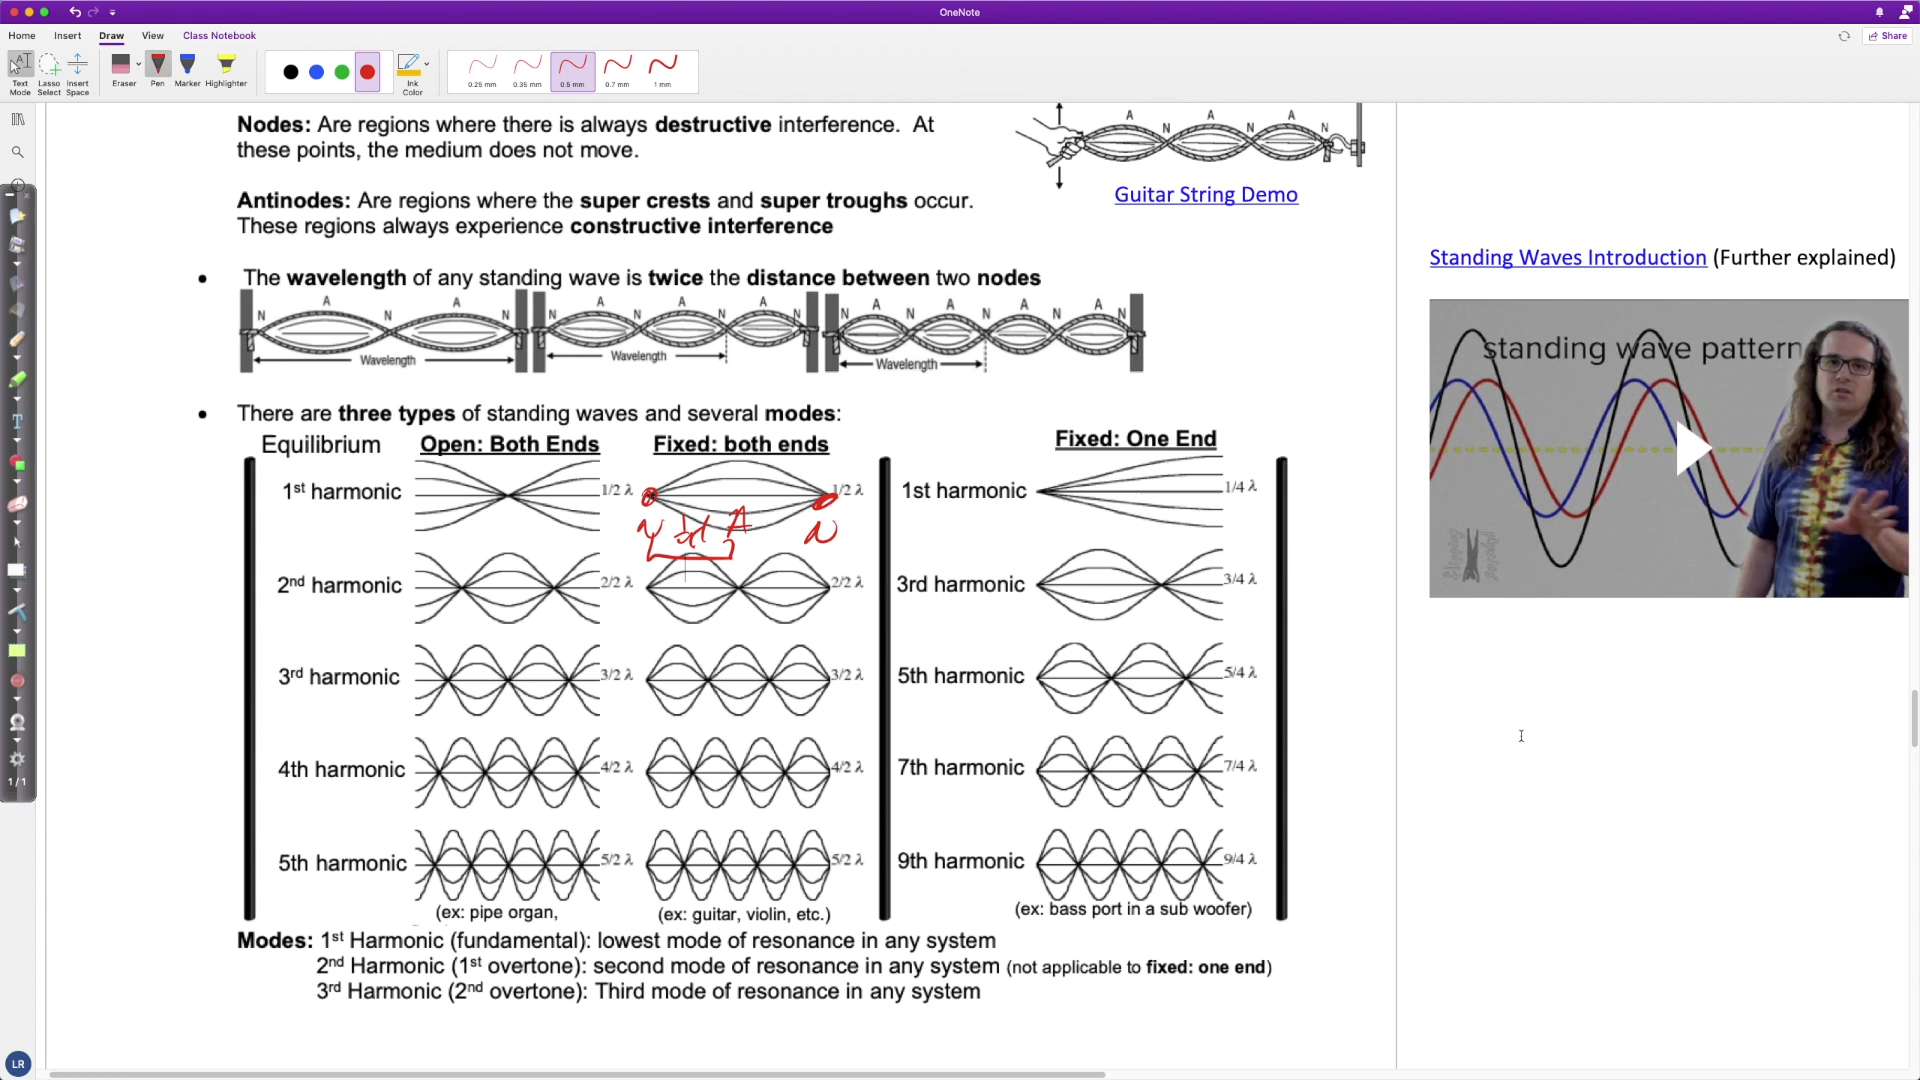 OneNote
Home Insert Draw View Class Notebook
Share
Text Mode
Lasso Select
Insert Space
Eraser
Pen
Marker
Highlighter
Ink Color
0.25 mm 0.35 mm 0.5 mm 0.7 mm 1 mm
Nodes: Are regions where there is always destructive interference. At
these points, the medium does not move.
A A A
N N N
Guitar String Demo
Antinodes: Are regions where the super crests and super troughs occur.
These regions always experience constructive interference
Standing Waves Introduction (Further explained)
• The wavelength of any standing wave is twice the distance between two nodes
N A N A N
Wavelength
N A N A N A N
Wavelength
N A N A N A N A N
Wavelength
standing wave pattern
• There are three types of standing waves and several modes:
Equilibrium Open: Both Ends Fixed: both ends Fixed: One End
1st harmonic 1/2 λ 1/2 λ 1st harmonic 1/4 λ
N A N
2nd harmonic 2/2 λ 2/2 λ 3rd harmonic 3/4 λ
3rd harmonic 3/2 λ 3/2 λ 5th harmonic 5/4 λ
4th harmonic 4/2 λ 4/2 λ 7th harmonic 7/4 λ
5th harmonic 5/2 λ 5/2 λ 9th harmonic 9/4 λ
(ex: pipe organ, (ex: guitar, violin, etc.) (ex: bass port in a sub woofer)
Modes: 1st Harmonic (fundamental): lowest mode of resonance in any system
2nd Harmonic (1st overtone): second mode of resonance in any system (not applicable to fixed: one end)
3rd Harmonic (2nd overtone): Third mode of resonance in any system
1/1
LR